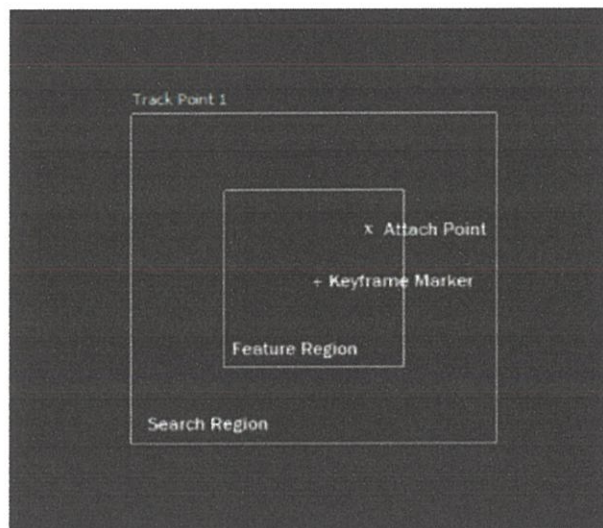 Track Point 1
x Attach Point
+ Keyframe Marker
Feature Region
Search Region